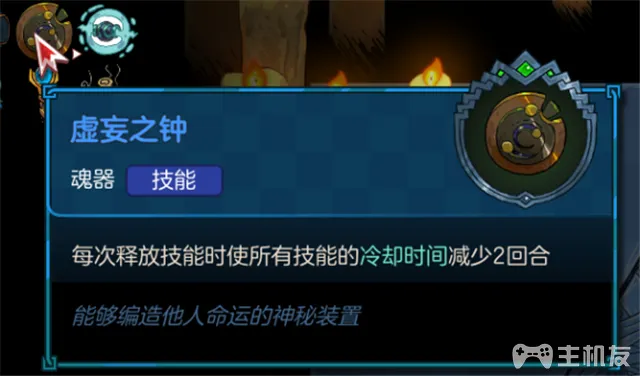 虚妄之钟
魂器 技能
每次释放技能时使所有技能的冷却时间减少2回合
能够编造他人命运的神秘装置
主机友